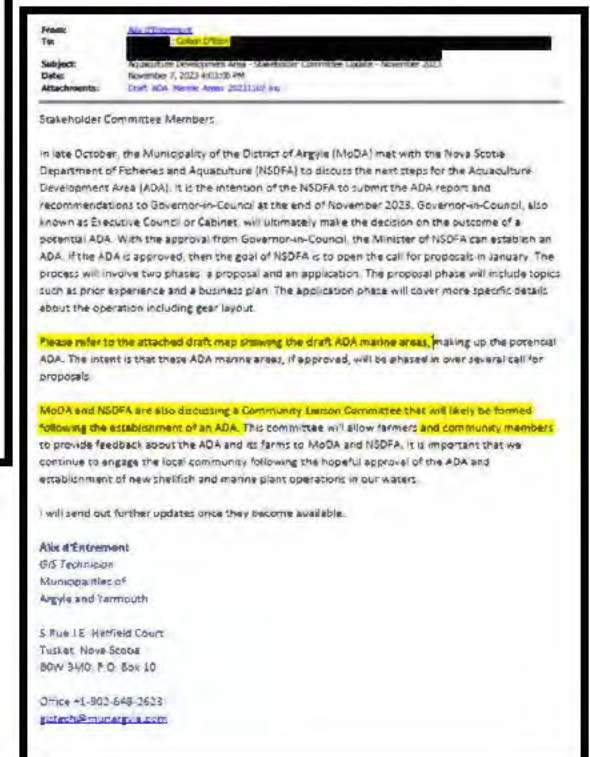 From: Alix d'Entremont
To: Colton D'Eon
Subject: Aquaculture Development Area - Stakeholder Committee Update - November 2023
Date: November 7, 2023 4:03:06 PM
Attachments: Draft ADA Marine Areas 20231107.jpg
Stakeholder Committee Members
In late October, the Municipality of the District of Argyle (MoDA) met with the Nova Scotia
Department of Fisheries and Aquaculture (NSDFA) to discuss the next steps for the Aquaculture
Development Area (ADA). It is the intention of the NSDFA to submit the ADA report and
recommendations to Governor-in-Council at the end of November 2023. Governor-in-Council, also
known as Executive Council or Cabinet, will ultimately make the decision on the outcome of a
potential ADA. With the approval from Governor-in-Council, the Minister of NSDFA can establish an
ADA. If the ADA is approved, then the goal of NSDFA is to open the call for proposals in January. The
process will involve two phases: a proposal and an application. The proposal phase will include topics
such as prior experience and a business plan. The application phase will cover more specific details
about the operation including gear layout.
Please refer to the attached draft map showing the draft ADA marine areas, making up the potential
ADA. The intent is that these ADA marine areas, if approved, will be phased in over several call for
proposals.
MoDA and NSDFA are also discussing a Community Liaison Committee that will likely be formed
following the establishment of an ADA. This committee will allow farmers and community members
to provide feedback about the ADA and its farms to MoDA and NSDFA. It is important that we
continue to engage the local community following the hopeful approval of the ADA and
establishment of new shellfish and marine plant operations in our waters.
I will send out further updates once they become available.
Alix d'Entremont
GIS Technician
Municipalities of
Argyle and Yarmouth
5 Rue J.E. Hatfield Court
Tusket, Nova Scotia
B0W 3M0, P.O. Box 10
Office +1-902-648-2623
gistech@munargyle.com